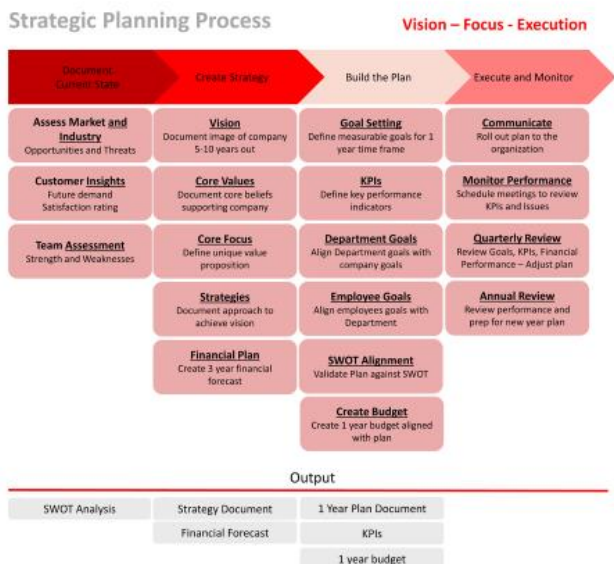 Strategic Planning Process
Vision – Focus - Execution
Document
Current State
Create Strategy
Build the Plan
Execute and Monitor
Assess Market and
Industry
Opportunities and Threats
Customer Insights
Future demand
Satisfaction rating
Team Assessment
Strength and Weaknesses
Vision
Document image of company
5-10 years out
Core Values
Document core beliefs
supporting company
Core Focus
Define unique value
proposition
Strategies
Document approach to
achieve vision
Financial Plan
Create 3 year financial
forecast
Goal Setting
Define measurable goals for 1
year time frame
KPIs
Define key performance
indicators
Department Goals
Align Department goals with
company goals
Employee Goals
Align employees goals with
Department
SWOT Alignment
Validate Plan against SWOT
Create Budget
Create 1 year budget aligned
with plan
Communicate
Roll out plan to the
organization
Monitor Performance
Schedule meetings to review
KPIs and Issues
Quarterly Review
Review Goals, KPIs, Financial
Performance – Adjust plan
Annual Review
Review performance and
prep for new year plan
Output
SWOT Analysis
Strategy Document
Financial Forecast
1 Year Plan Document
KPIs
1 year budget